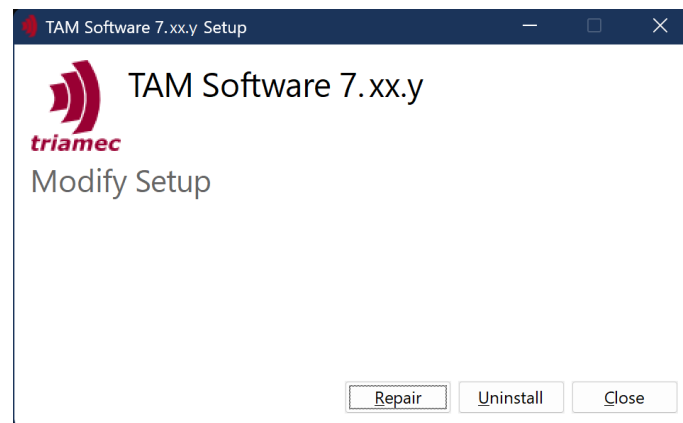 TAM Software 7.xx.y Setup
TAM Software 7.xx.y
triamec
Modify Setup
Repair Uninstall Close